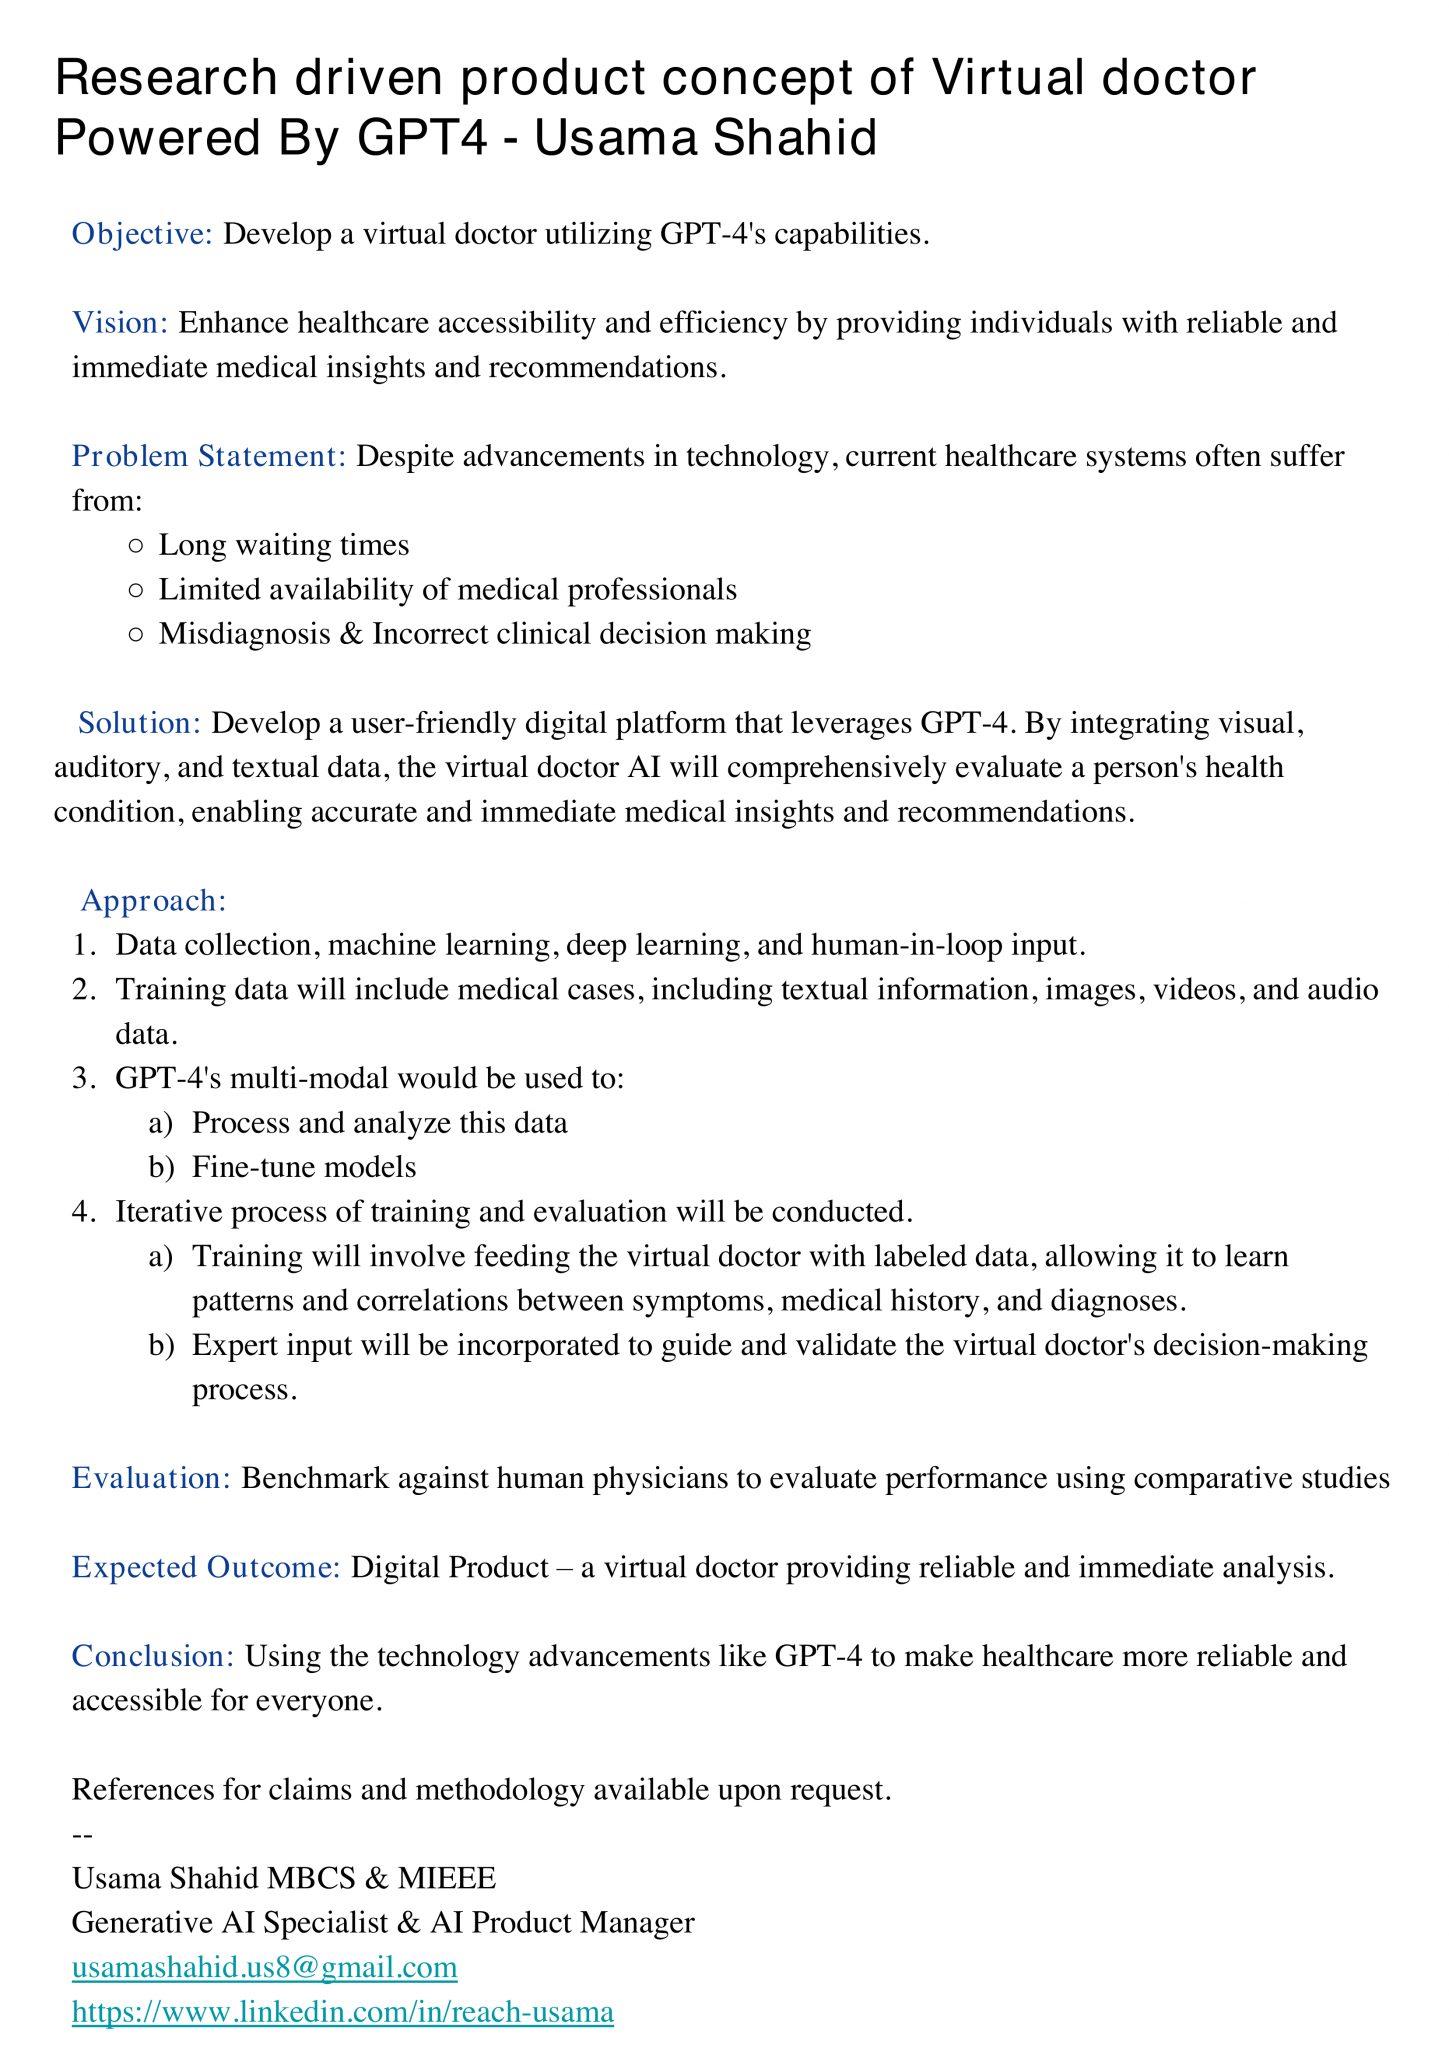 Research driven product concept of Virtual doctor
Powered By GPT4 - Usama Shahid
Objective: Develop a virtual doctor utilizing GPT-4's capabilities.
Vision: Enhance healthcare accessibility and efficiency by providing individuals with reliable and
immediate medical insights and recommendations.
Problem Statement: Despite advancements in technology, current healthcare systems often suffer
from:
○ Long waiting times
○ Limited availability of medical professionals
○ Misdiagnosis & Incorrect clinical decision making
Solution: Develop a user-friendly digital platform that leverages GPT-4. By integrating visual,
auditory, and textual data, the virtual doctor AI will comprehensively evaluate a person's health
condition, enabling accurate and immediate medical insights and recommendations.
Approach:
1. Data collection, machine learning, deep learning, and human-in-loop input.
2. Training data will include medical cases, including textual information, images, videos, and audio
data.
3. GPT-4's multi-modal would be used to:
a) Process and analyze this data
b) Fine-tune models
4. Iterative process of training and evaluation will be conducted.
a) Training will involve feeding the virtual doctor with labeled data, allowing it to learn
patterns and correlations between symptoms, medical history, and diagnoses.
b) Expert input will be incorporated to guide and validate the virtual doctor's decision-making
process.
Evaluation: Benchmark against human physicians to evaluate performance using comparative studies
Expected Outcome: Digital Product – a virtual doctor providing reliable and immediate analysis.
Conclusion: Using the technology advancements like GPT-4 to make healthcare more reliable and
accessible for everyone.
References for claims and methodology available upon request.
--
Usama Shahid MBCS & MIEEE
Generative AI Specialist & AI Product Manager
usamashahid.us8@gmail.com
https://www.linkedin.com/in/reach-usama